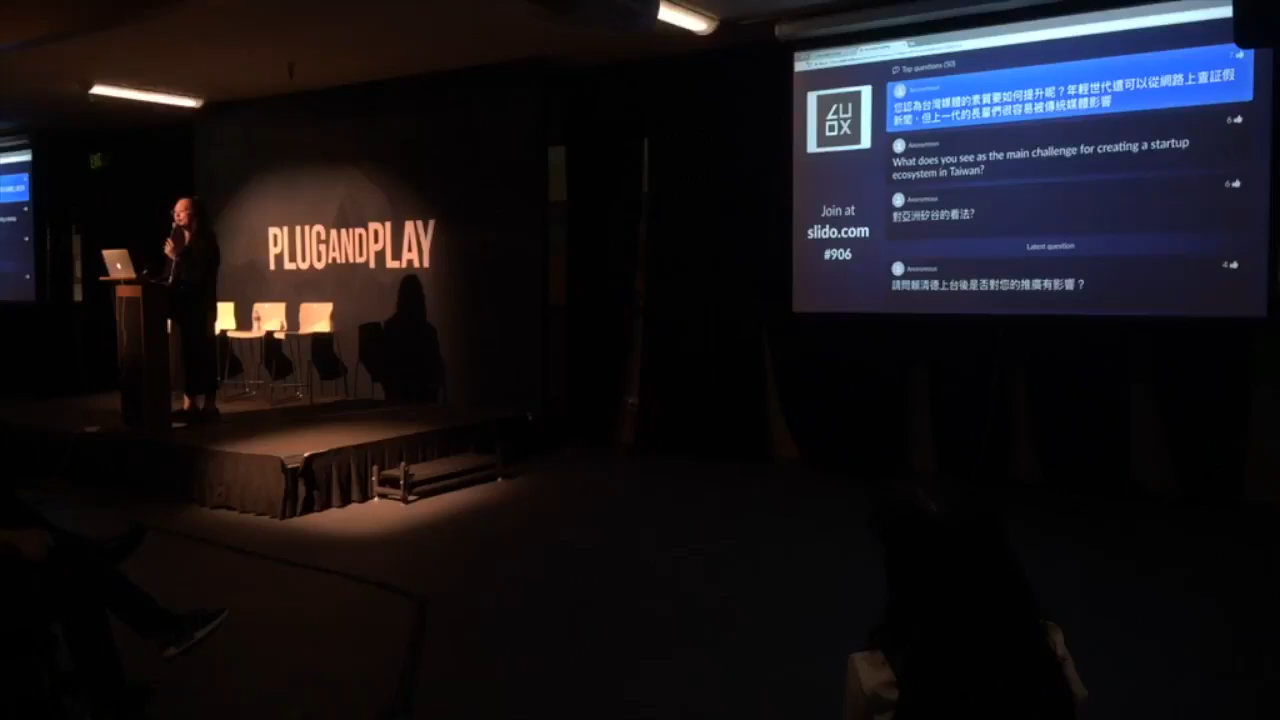 PLUGANDPLAY
Top questions (50)
7
Anonymous
您認為台灣媒體的素質要如何提升呢？年輕世代還可以從網路上查証假
新聞，但上一代的長輩們很容易被傳統媒體影響
6
Anonymous
What does you see as the main challenge for creating a startup
ecosystem in Taiwan?
6
Anonymous
對亞洲矽谷的看法?
Latest question
4
Anonymous
請問賴清德上台後是否對您的推廣有影響？
Join at
slido.com
#906